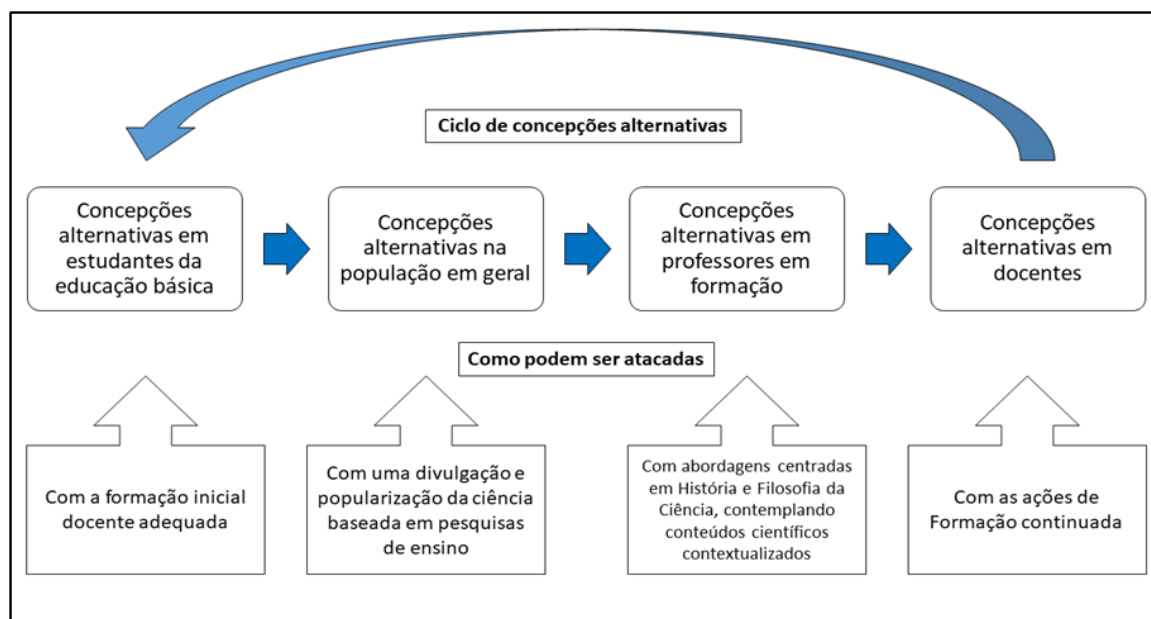 Ciclo de concepções alternativas
Concepções
alternativas em
estudantes da
educação básica
Concepções
alternativas na
população em geral
Concepções
alternativas em
professores em
formação
Concepções
alternativas em
docentes
Como podem ser atacadas
Com a formação inicial
docente adequada
Com uma divulgação e
popularização da ciência
baseada em pesquisas
de ensino
Com abordagens centradas
em História e Filosofia da
Ciência, contemplando
conteúdos científicos
contextualizados
Com as ações de
Formação continuada